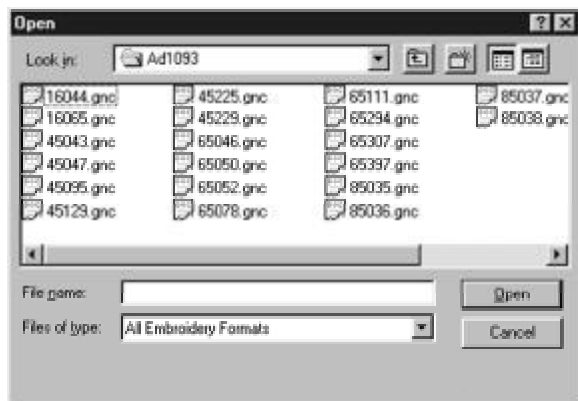 Open
Look in: Ad1093
16044.gnc 45225.gnc 65111.gnc 85037.gnc
16065.gnc 45229.gnc 65294.gnc 85038.gnc
45043.gnc 65046.gnc 65307.gnc
45047.gnc 65050.gnc 65397.gnc
45095.gnc 65052.gnc 85035.gnc
45129.gnc 65078.gnc 85036.gnc
File name: Open
Files of type: All Embroidery Formats Cancel